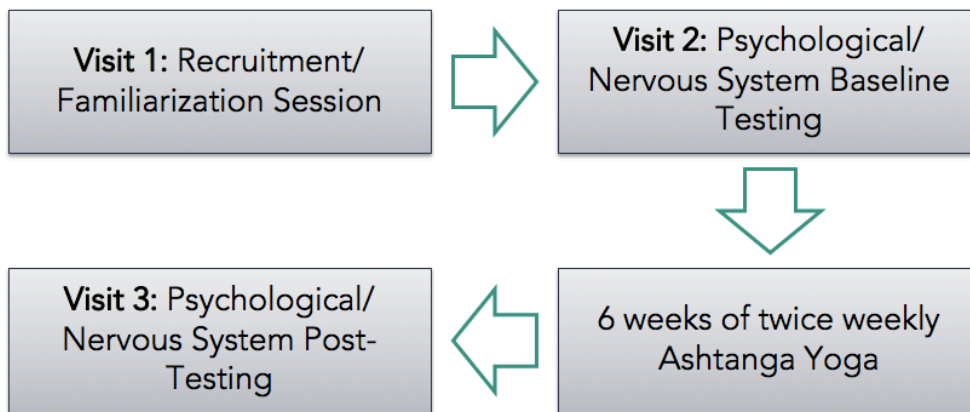 Visit 1: Recruitment/
Familiarization Session
Visit 2: Psychological/
Nervous System Baseline
Testing
6 weeks of twice weekly
Ashtanga Yoga
Visit 3: Psychological/
Nervous System Post-
Testing